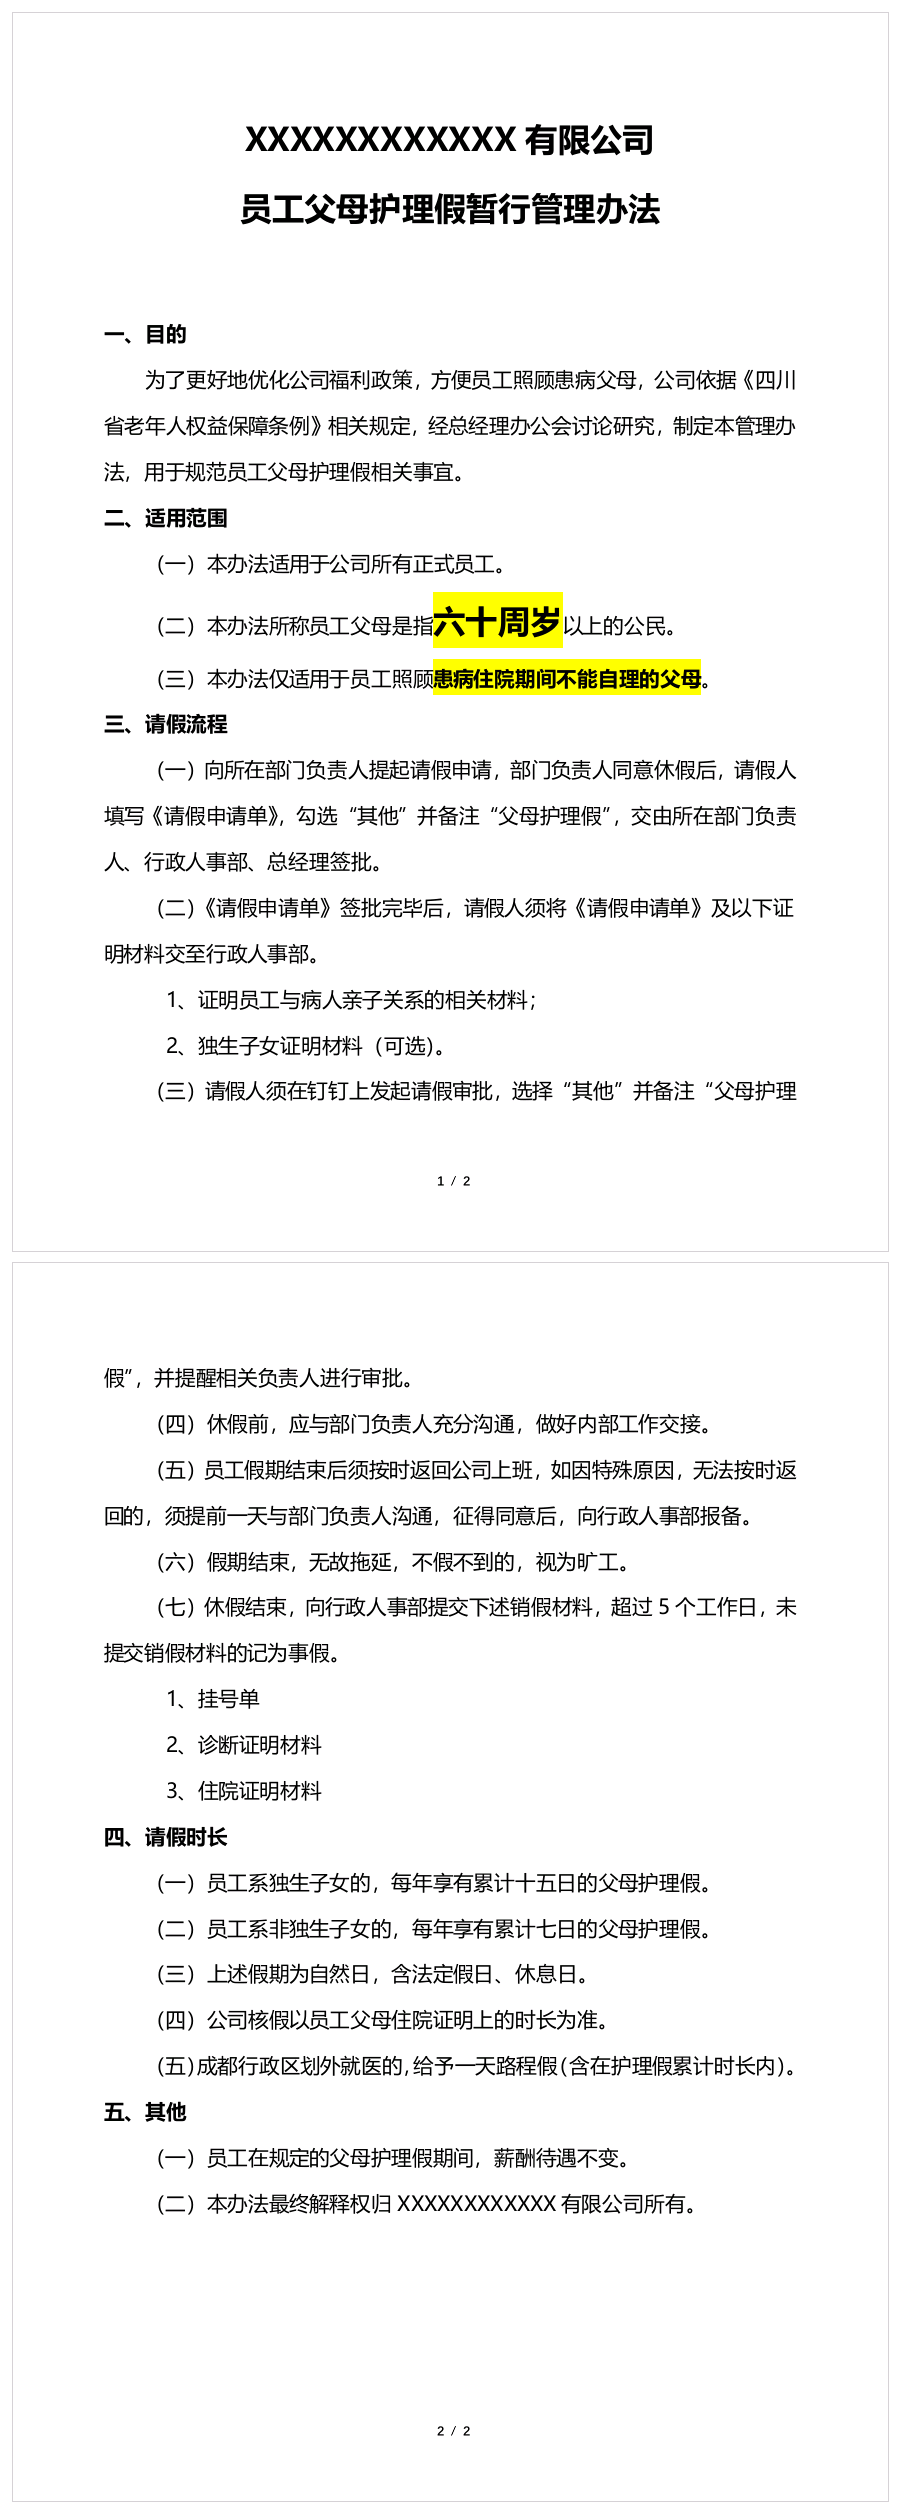 XXXXXXXXXXXX 有限公司
员工父母护理假暂行管理办法
一、目的
为了更好地优化公司福利政策，方便员工照顾患病父母，公司依据《四川
省老年人权益保障条例》相关规定，经总经理办公会讨论研究，制定本管理办
法，用于规范员工父母护理假相关事宜。
二、适用范围
（一）本办法适用于公司所有正式员工。
（二）本办法所称员工父母是指六十周岁以上的公民。
（三）本办法仅适用于员工照顾患病住院期间不能自理的父母。
三、请假流程
（一）向所在部门负责人提起请假申请，部门负责人同意休假后，请假人
填写《请假申请单》，勾选“其他”并备注“父母护理假”，交由所在部门负责
人、行政人事部、总经理签批。
（二）《请假申请单》签批完毕后，请假人须将《请假申请单》及以下证
明材料交至行政人事部。
1、证明员工与病人亲子关系的相关材料；
2、独生子女证明材料（可选）。
（三）请假人须在钉钉上发起请假审批，选择“其他”并备注“父母护理
1 / 2
假”，并提醒相关负责人进行审批。
（四）休假前，应与部门负责人充分沟通，做好内部工作交接。
（五）员工假期结束后须按时返回公司上班，如因特殊原因，无法按时返
回的，须提前一天与部门负责人沟通，征得同意后，向行政人事部报备。
（六）假期结束，无故拖延，不假不到的，视为旷工。
（七）休假结束，向行政人事部提交下述销假材料，超过 5 个工作日，未
提交销假材料的记为事假。
1、挂号单
2、诊断证明材料
3、住院证明材料
四、请假时长
（一）员工系独生子女的，每年享有累计十五日的父母护理假。
（二）员工系非独生子女的，每年享有累计七日的父母护理假。
（三）上述假期为自然日，含法定假日、休息日。
（四）公司核假以员工父母住院证明上的时长为准。
（五）成都行政区划外就医的，给予一天路程假（含在护理假累计时长内）。
五、其他
（一）员工在规定的父母护理假期间，薪酬待遇不变。
（二）本办法最终解释权归 XXXXXXXXXXXX 有限公司所有。
2 / 2